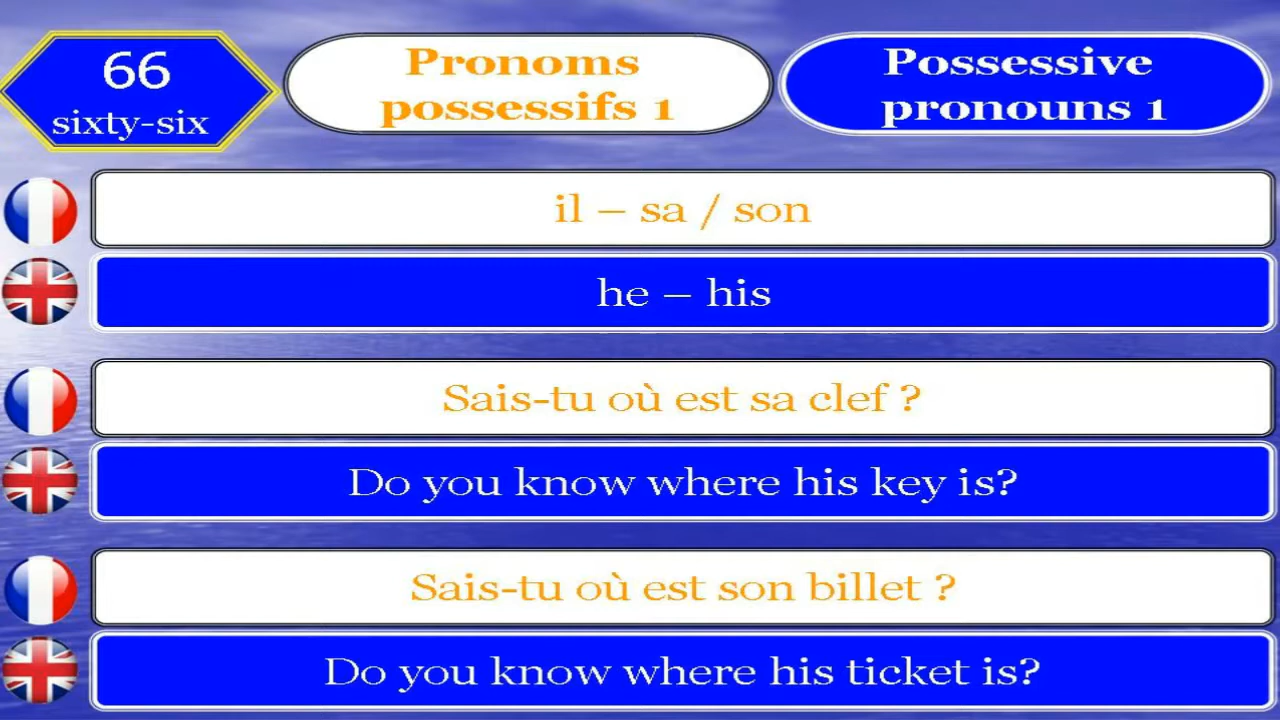 66
sixty-six
Pronoms
possessifs 1
Possessive
pronouns 1
il – sa / son
he – his
Sais-tu où est sa clef ?
Do you know where his key is?
Sais-tu où est son billet ?
Do you know where his ticket is?